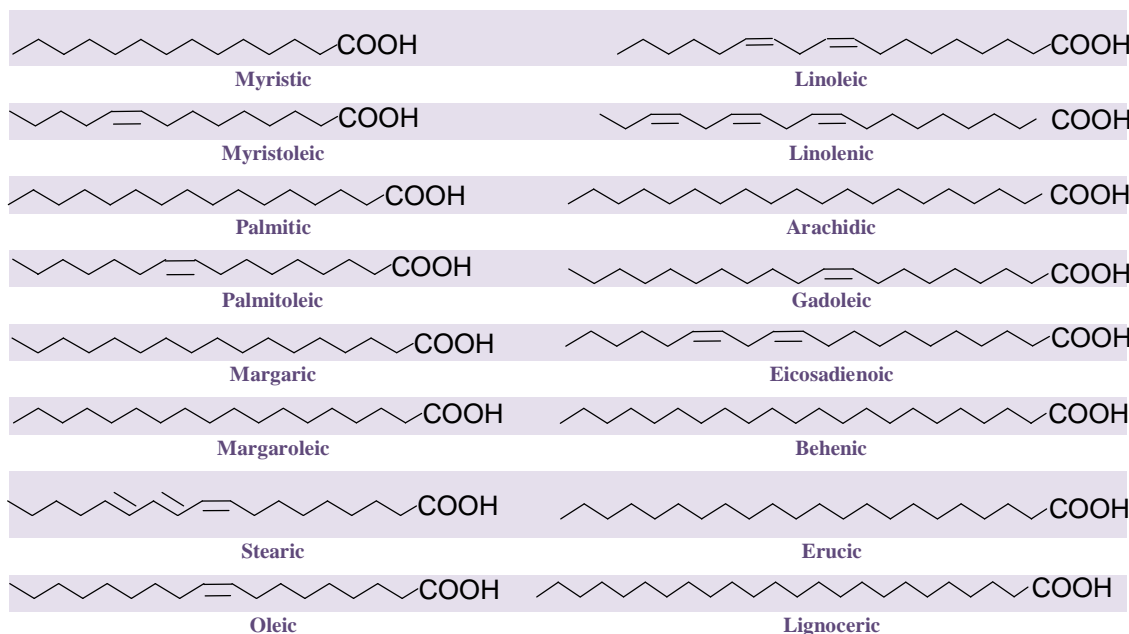 COOH COOH
Myristic Linoleic
COOH COOH
Myristoleic Linolenic
COOH COOH
Palmitic Arachidic
COOH COOH
Palmitoleic Gadoleic
COOH COOH
Margaric Eicosadienoic
COOH COOH
Margaroleic Behenic
COOH COOH
Stearic Erucic
COOH COOH
Oleic Lignoceric